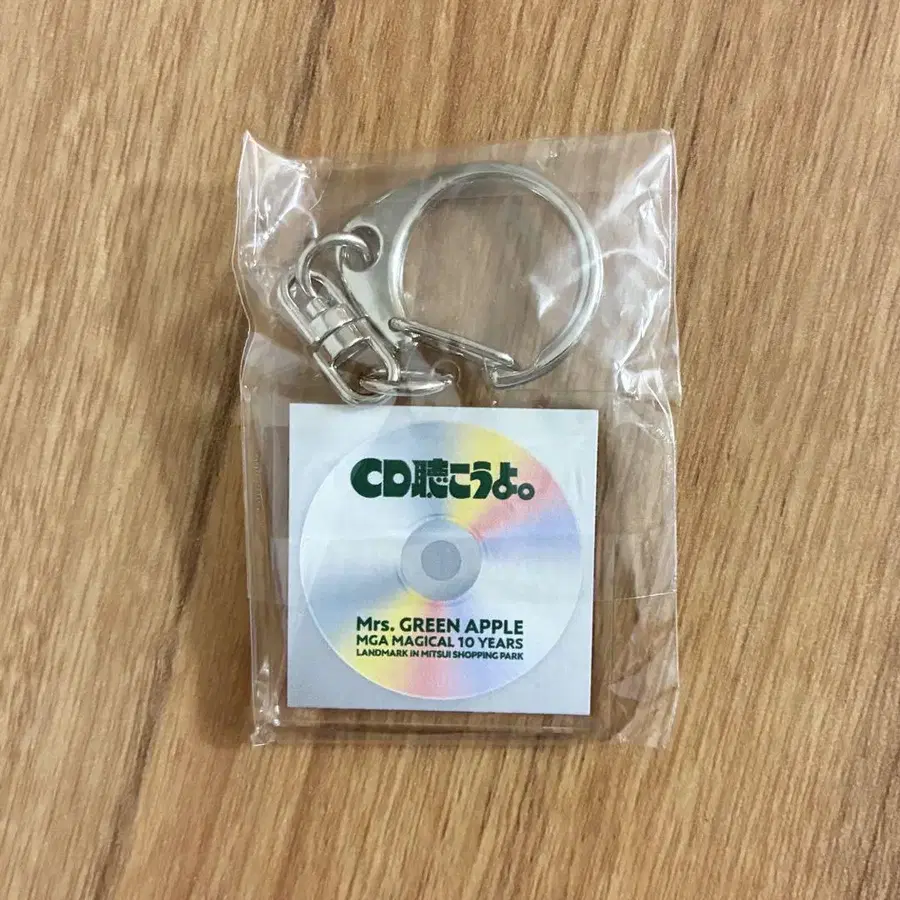 CD聴こうよ。
Mrs. GREEN APPLE
MGA MAGICAL 10 YEARS
LANDMARK IN MITSUI SHOPPING PARK